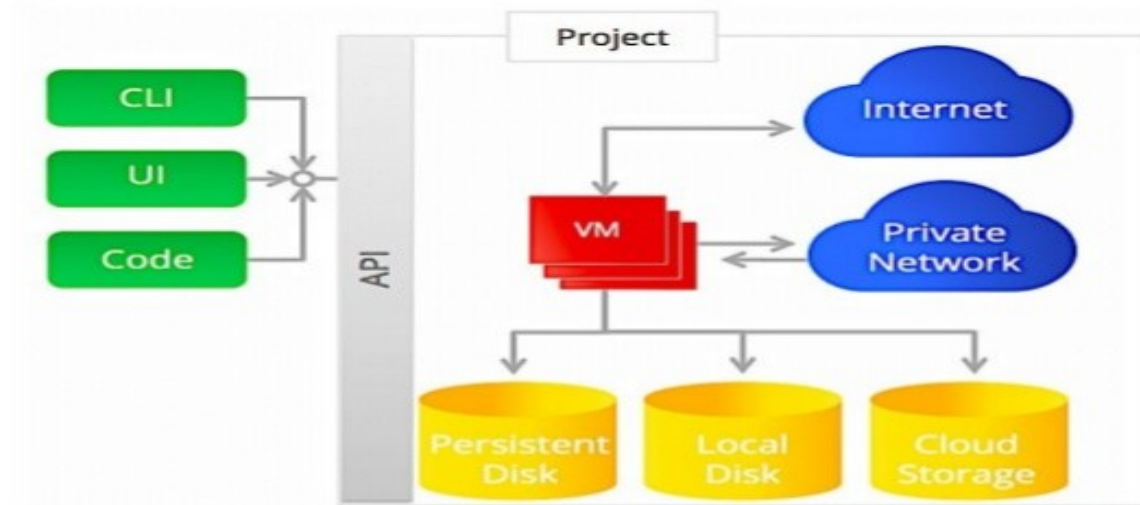 Project
CLI
UI
Code
API
Internet
VM
Private
Network
Persistent
Disk
Local
Disk
Cloud
Storage